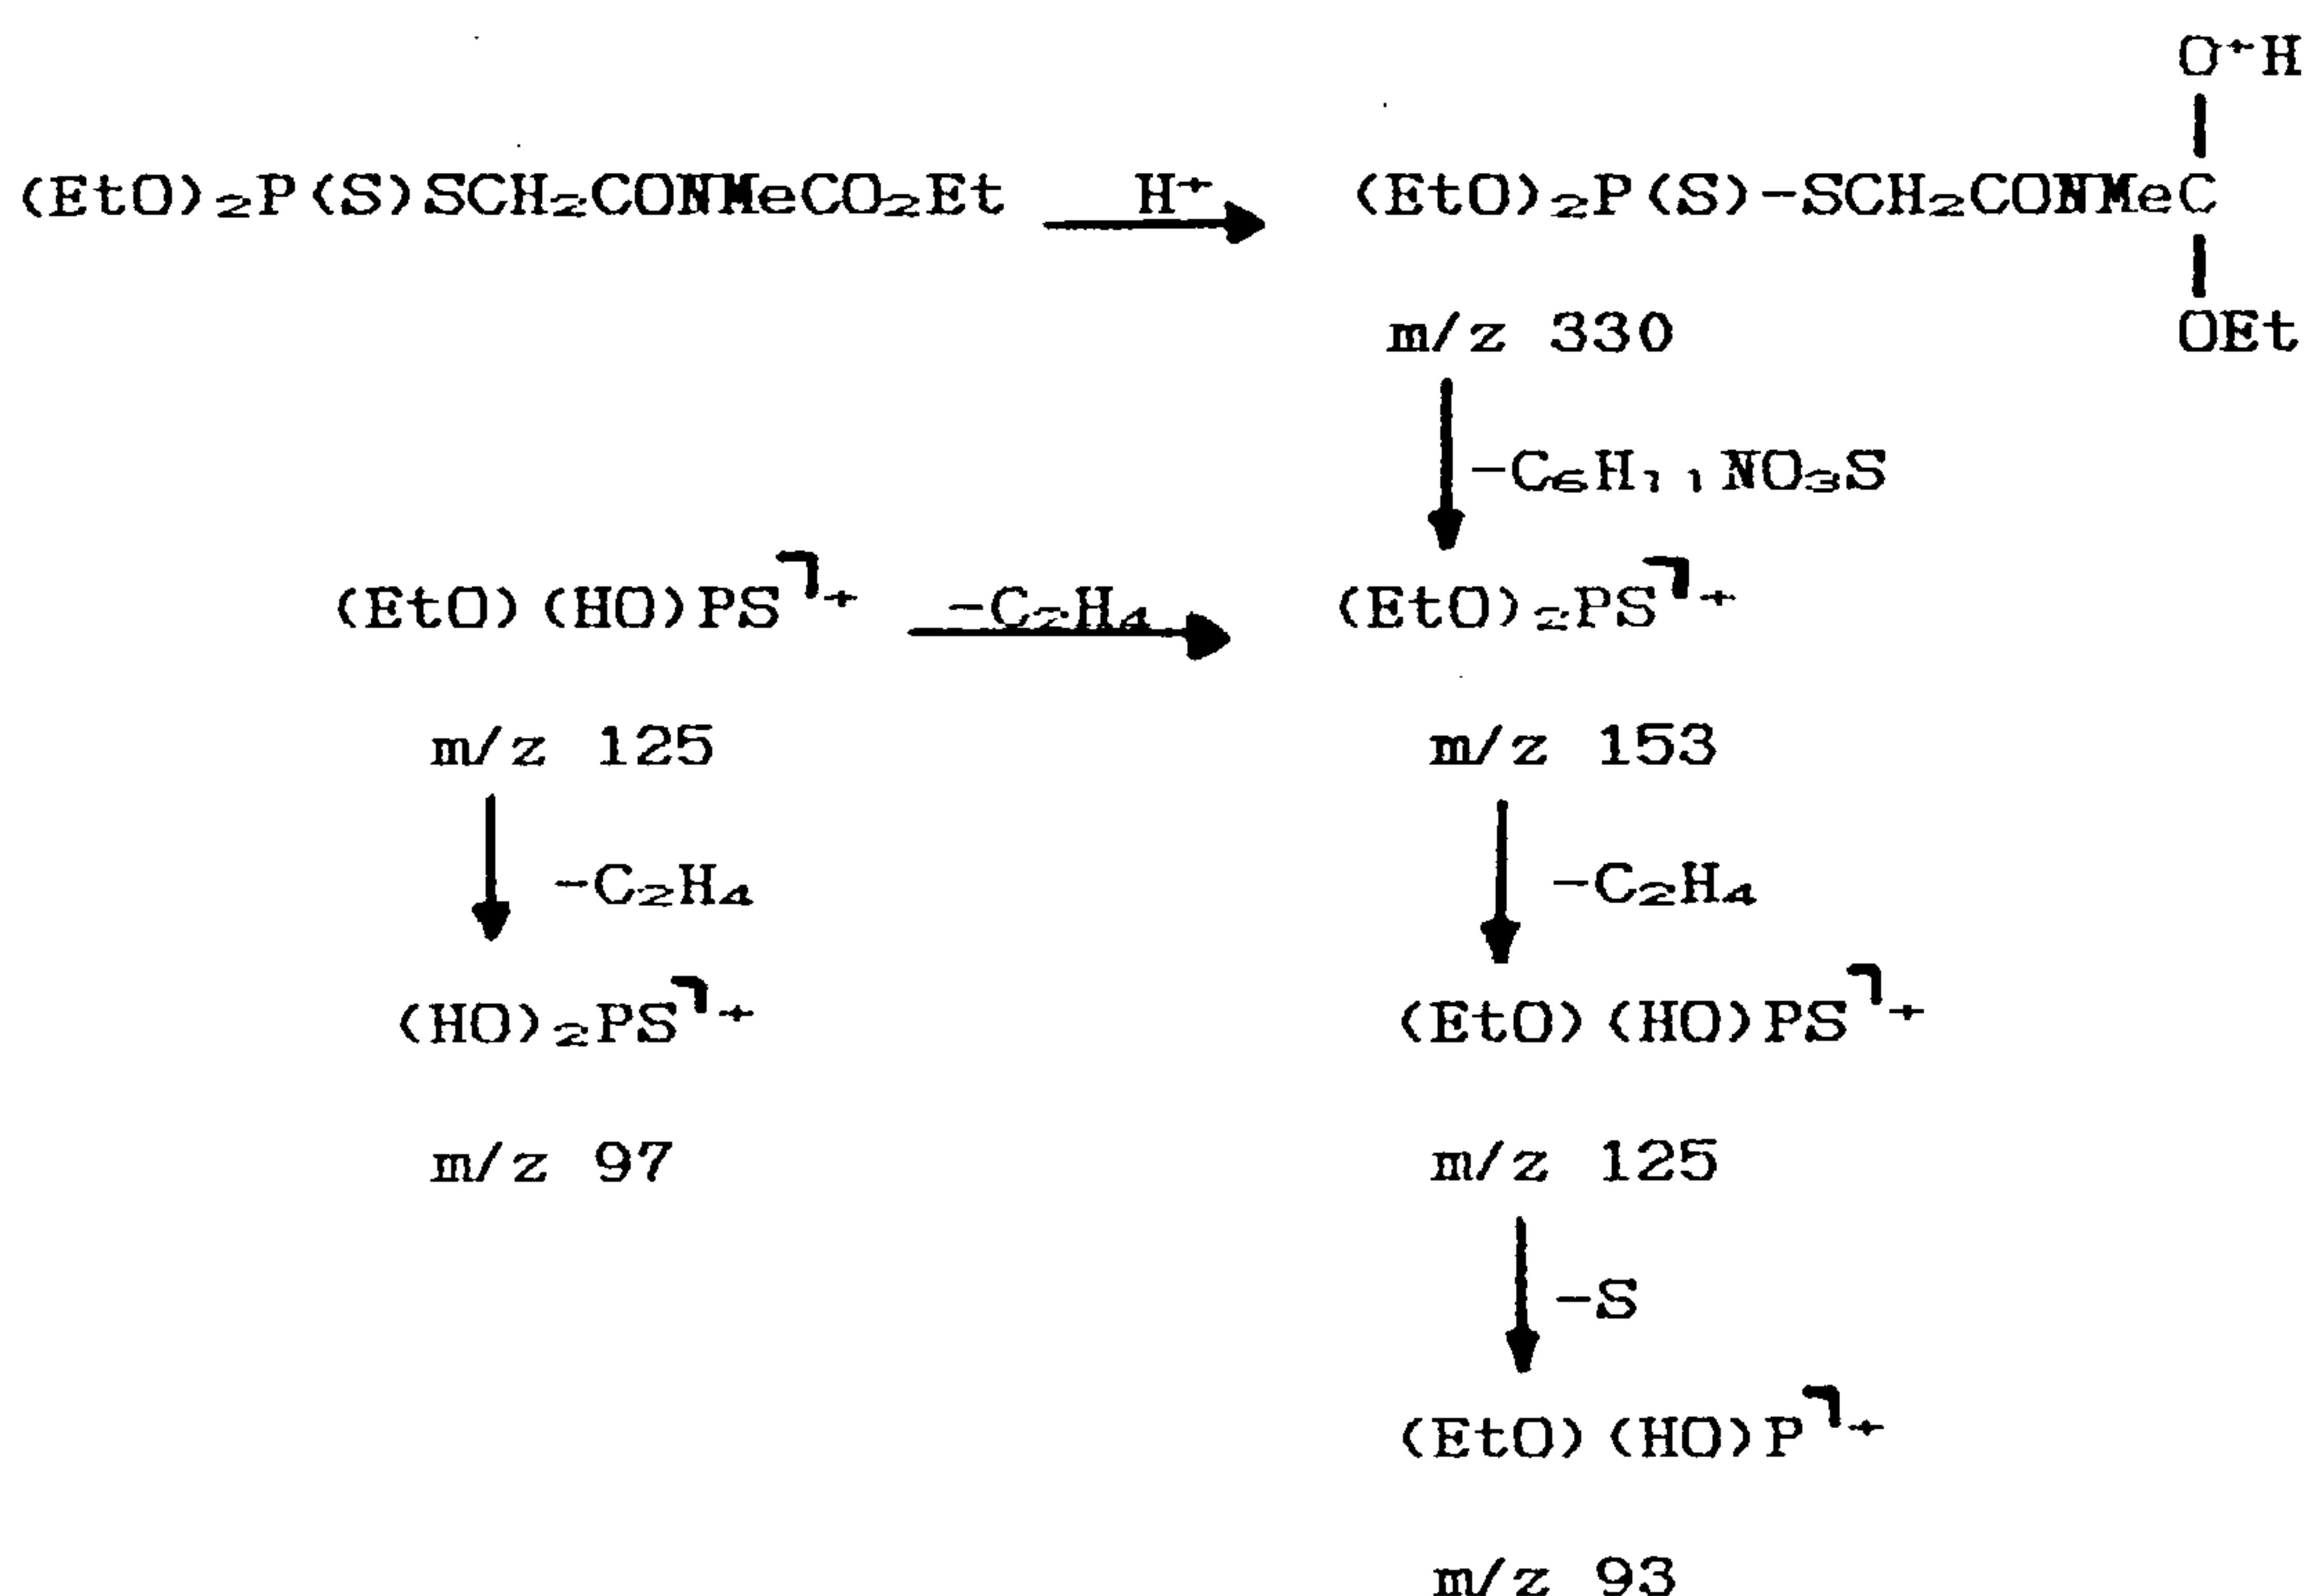 O⁺H
(EtO)₂P(S)SCH₂CONMeCO₂Et H⁺ (EtO)₂P(S)-SCH₂CONMeC
m/z 330 OEt
-C₆H₁₁NO₃S
(EtO)(HO)PS⁺ -C₂H₄ (EtO)₂PS⁺
m/z 125 m/z 153
-C₂H₄ -C₂H₄
(HO)₂PS⁺ (EtO)(HO)PS⁺
m/z 97 m/z 125
-S
(EtO)(HO)P⁺
m/z 93